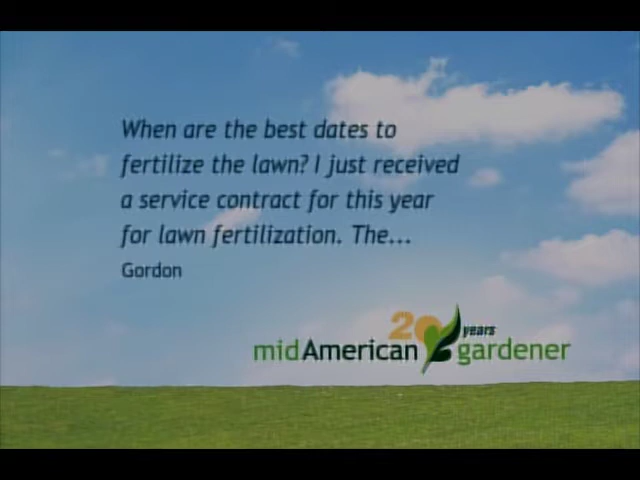 When are the best dates to
fertilize the lawn? I just received
a service contract for this year
for lawn fertilization. The...
Gordon
20 years
midAmerican gardener